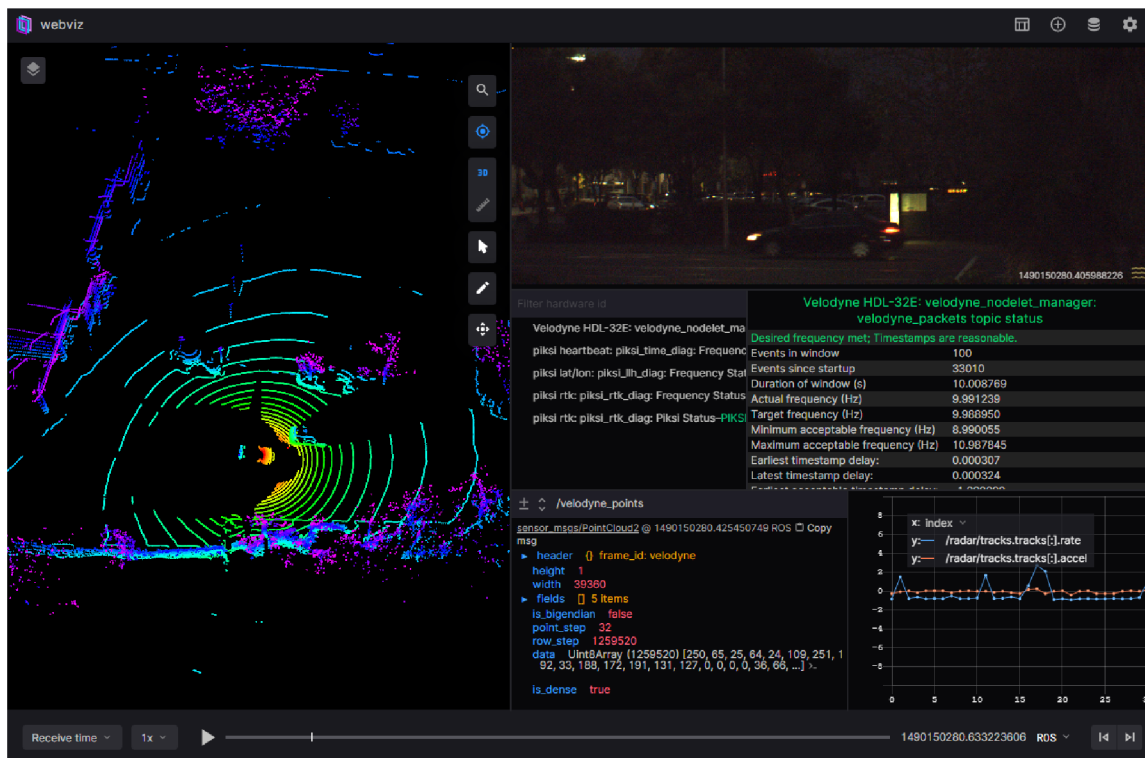 webviz
3D
1490150280.405988226
Filter hardware id
Velodyne HDL-32E: velodyne_nodelet_ma
piksi heartbeat: piksi_time_diag: Frequenc
piksi lat/lon: piksi_llh_diag: Frequency Stat
piksi rtk: piksi_rtk_diag: Frequency Status
piksi rtk: piksi_rtk_diag: Piksi Status–PIKSI
Velodyne HDL-32E: velodyne_nodelet_manager:
velodyne_packets topic status
Desired frequency met; Timestamps are reasonable.
Events in window 100
Events since startup 33010
Duration of window (s) 10.008769
Actual frequency (Hz) 9.991239
Target frequency (Hz) 9.988950
Minimum acceptable frequency (Hz) 8.990055
Maximum acceptable frequency (Hz) 10.987845
Earliest timestamp delay: 0.000307
Latest timestamp delay: 0.000324
Earliest acceptable timestamp delay: -1.000000
/velodyne_points
sensor_msgs/PointCloud2 @ 1490150280.425450749 ROS Copy
msg
header {} frame_id: velodyne
height 1
width 39360
fields [] 5 items
is_bigendian false
point_step 32
row_step 1259520
data Uint8Array (1259520) [250, 65, 25, 64, 24, 109, 251, 1
92, 33, 188, 172, 191, 131, 127, 0, 0, 0, 0, 36, 66, ...]
is_dense true
x: index
y: /radar/tracks.tracks[:].rate
y: /radar/tracks.tracks[:].accel
8
6
4
2
0
-2
-4
-6
-8
0 5 10 15 20 25
Receive time 1x 1490150280.633223606 ROS